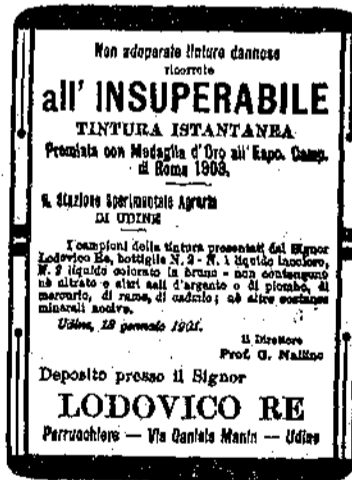 Non adoperate tinture dannose
ricorrete
all' INSUPERABILE
TINTURA ISTANTANEA
Premiata con Medaglia d'Oro all'Espo. Camp.
di Roma 1903.
R. Stazione Sperimentale Agraria
DI UDINE
I campioni della tintura presentati dal Signor
Lodovico Re, bottiglie N. 2 - N. 1 liquido incoloro,
N. 2 liquido colorato in bruno - non contengono
nè nitrato o altri sali d'argento o di piombo, di
mercurio, di rame, di cadmio; nè altre sostanze
minerali nocive.
Udine, 18 gennaio 1901.
Il Direttore
Prof. G. Nallino
Deposito presso il Signor
LODOVICO RE
Parrucchiere — Via Daniele Manin — Udine